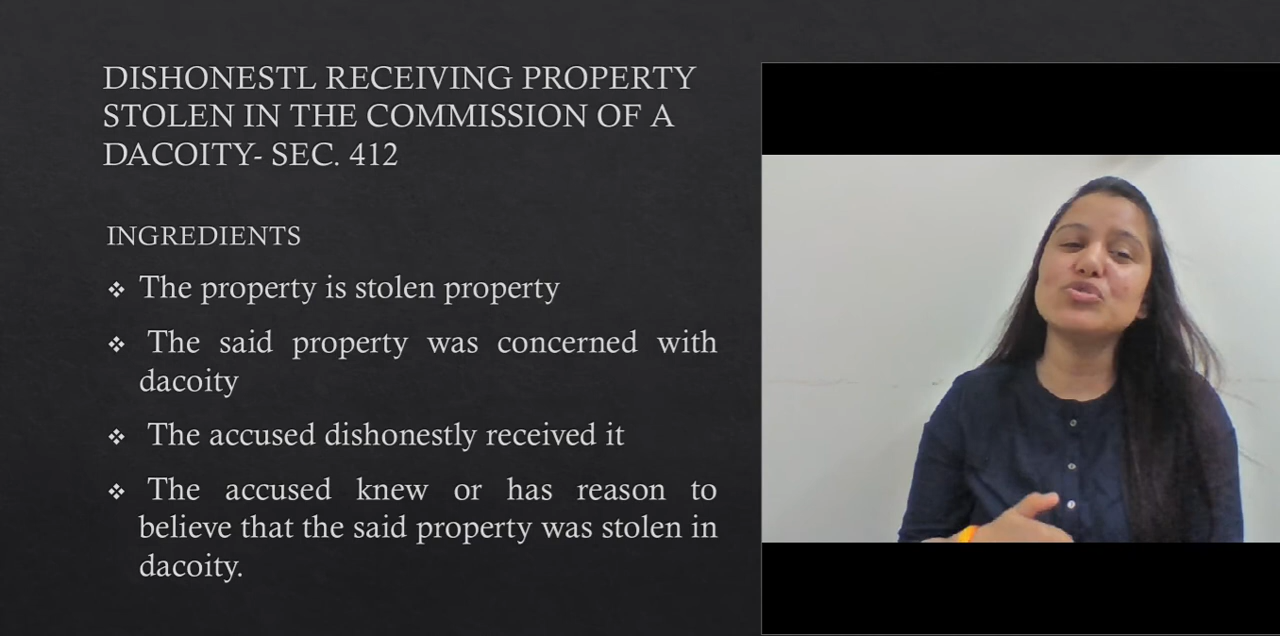 DISHONESTL RECEIVING PROPERTY
STOLEN IN THE COMMISSION OF A
DACOITY- SEC. 412
INGREDIENTS
❖ The property is stolen property
❖ The said property was concerned with
dacoity
❖ The accused dishonestly received it
❖ The accused knew or has reason to
believe that the said property was stolen in
dacoity.